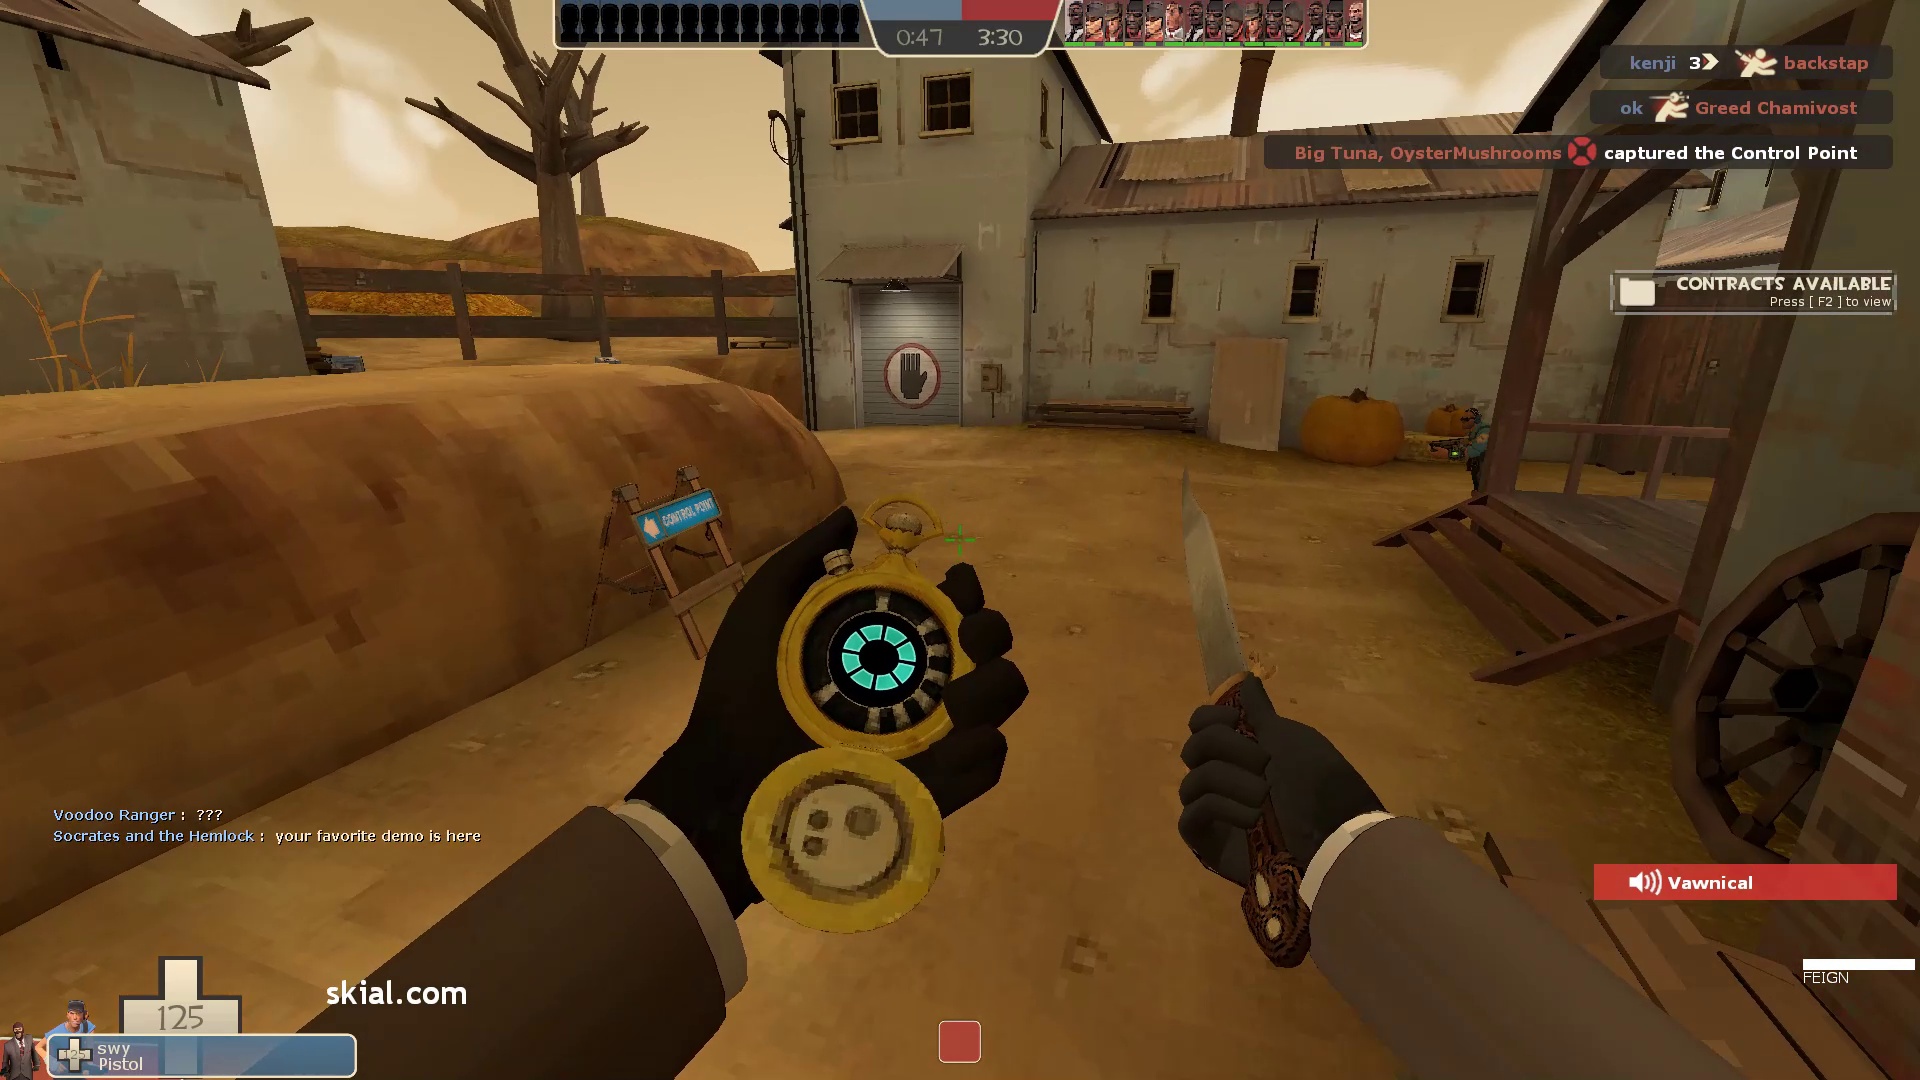 0:47 3:30
kenji 3 backstap
ok Greed Chamivost
Big Tuna, OysterMushrooms captured the Control Point
CONTRACTS AVAILABLE
Press [ F2 ] to view
CONTROL POINT
Voodoo Ranger : ???
Socrates and the Hemlock : your favorite demo is here
Vawnical
FEIGN
skial.com
125
125 swy
Pistol